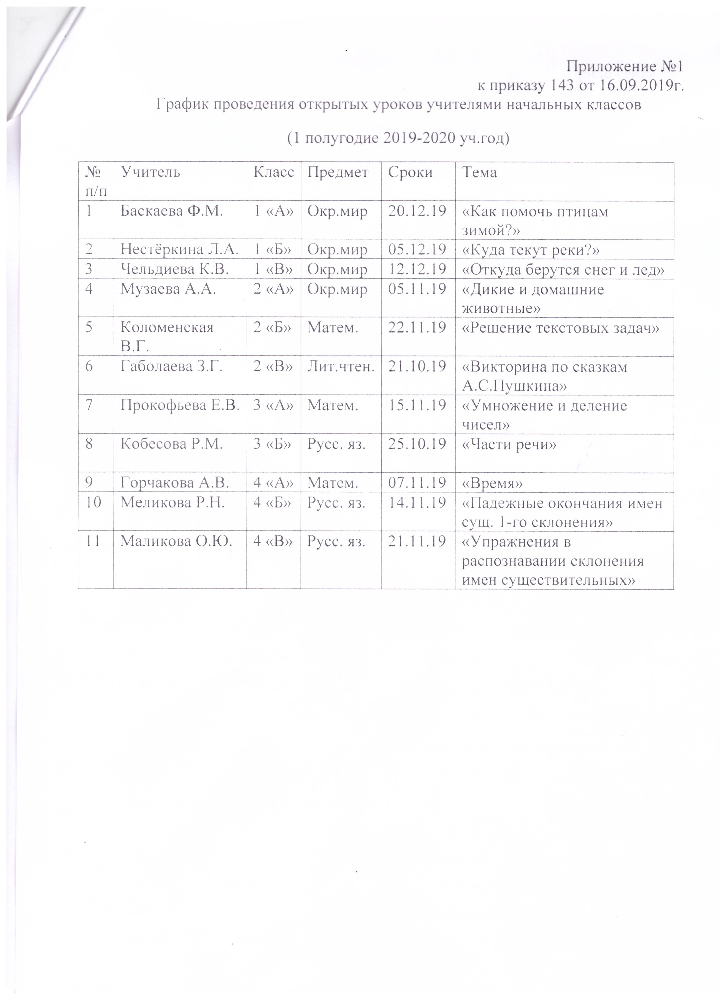 Приложение №1
к приказу 143 от 16.09.2019г.
График проведения открытых уроков учителями начальных классов
(1 полугодие 2019-2020 уч.год)
№ п/п Учитель Класс Предмет Сроки Тема
1 Баскаева Ф.М. 1 «А» Окр.мир 20.12.19 «Как помочь птицам
зимой?»
2 Нестёркина Л.А. 1 «Б» Окр.мир 05.12.19 «Куда текут реки?»
3 Чельдиева К.В. 1 «В» Окр.мир 12.12.19 «Откуда берутся снег и лед»
4 Музаева А.А. 2 «А» Окр.мир 05.11.19 «Дикие и домашние
животные»
5 Коломенская 2 «Б» Матем. 22.11.19 «Решение текстовых задач»
В.Г.
6 Габолаева З.Г. 2 «В» Лит.чтен. 21.10.19 «Викторина по сказкам
А.С.Пушкина»
7 Прокофьева Е.В. 3 «А» Матем. 15.11.19 «Умножение и деление
чисел»
8 Кобесова Р.М. 3 «Б» Русс. яз. 25.10.19 «Части речи»
9 Горчакова А.В. 4 «А» Матем. 07.11.19 «Время»
10 Меликова Р.Н. 4 «Б» Русс. яз. 14.11.19 «Падежные окончания имен
сущ. 1-го склонения»
11 Маликова О.Ю. 4 «В» Русс. яз. 21.11.19 «Упражнения в
распознавании склонения
имен существительных»